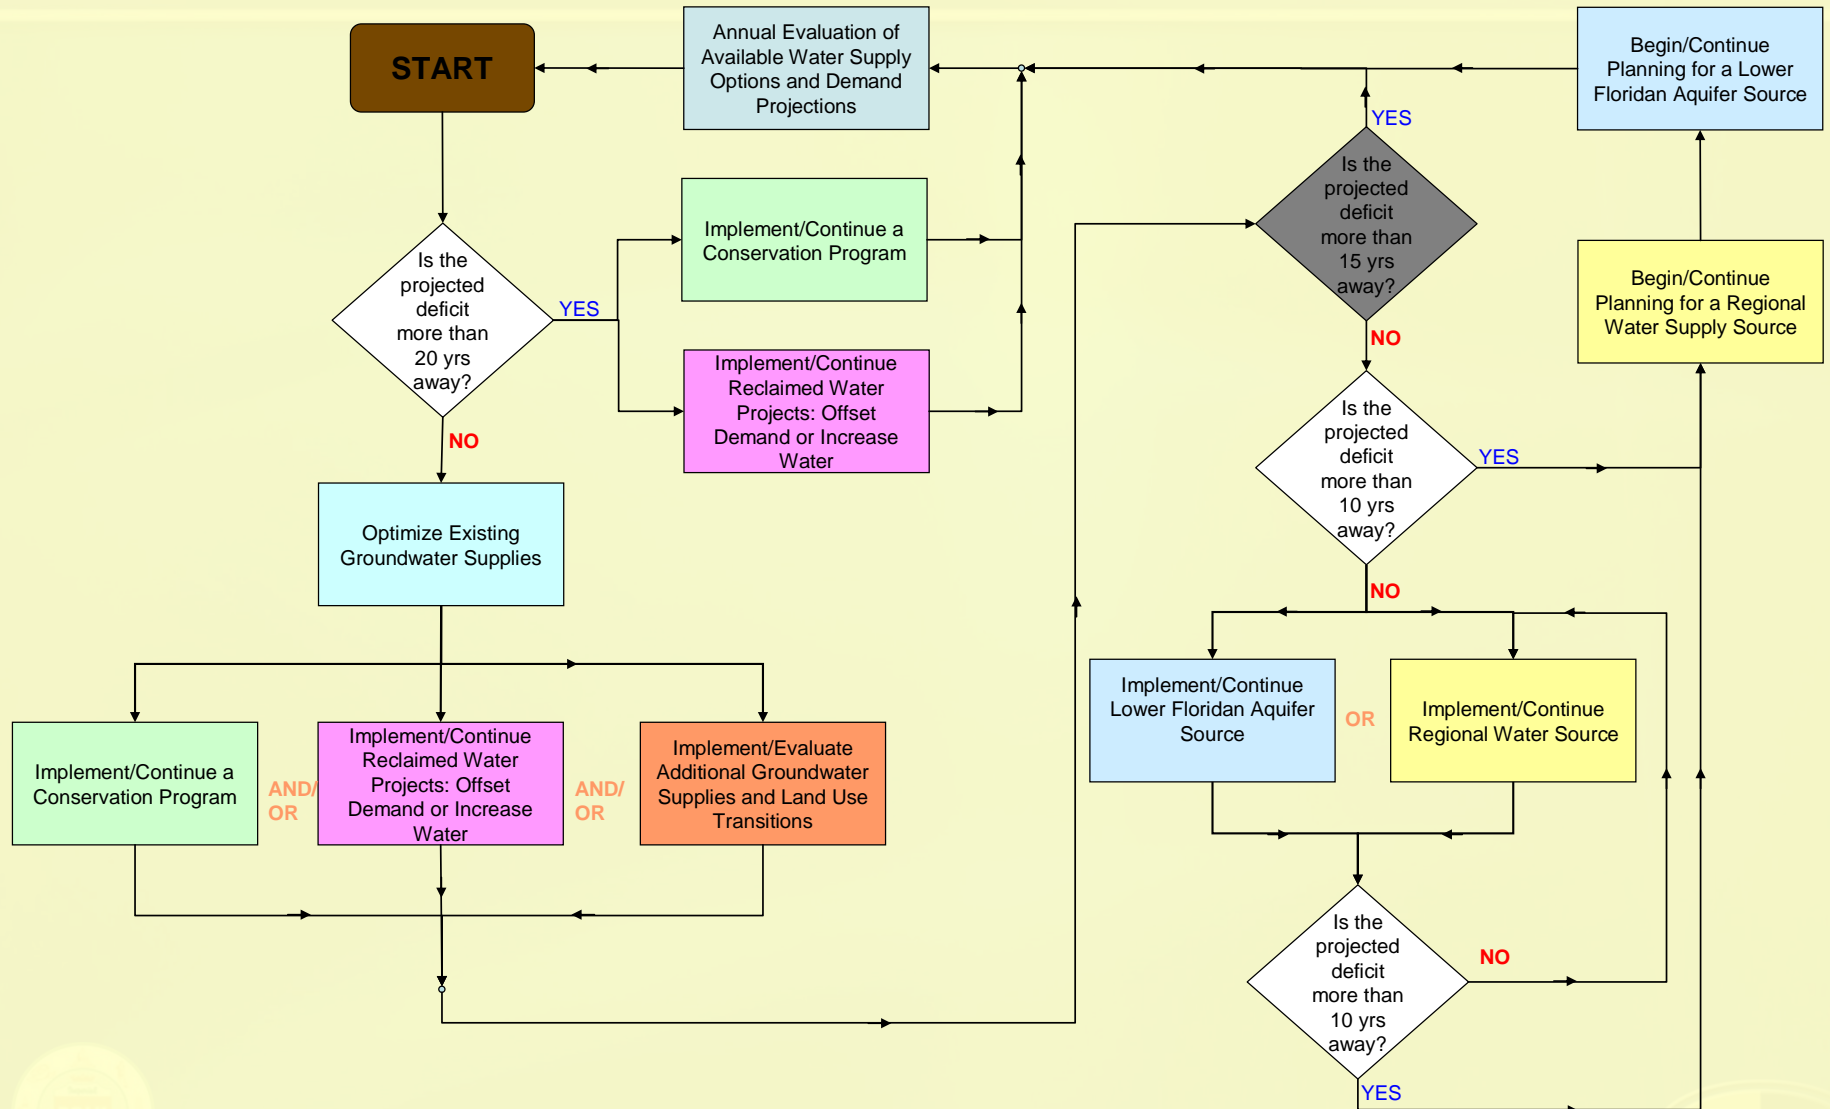 START
Annual Evaluation of
Available Water Supply
Options and Demand
Projections
Begin/Continue
Planning for a Lower
Floridan Aquifer Source
YES
Is the
projected
deficit
more than
15 yrs
away?
NO
Implement/Continue a
Conservation Program
Is the
projected
deficit
more than
20 yrs
away?
YES
NO
Implement/Continue
Reclaimed Water
Projects: Offset
Demand or Increase
Water
Begin/Continue
Planning for a Regional
Water Supply Source
Is the
projected
deficit
more than
10 yrs
away?
YES
NO
Optimize Existing
Groundwater Supplies
Implement/Continue a
Conservation Program
AND/
OR
Implement/Continue
Reclaimed Water
Projects: Offset
Demand or Increase
Water
AND/
OR
Implement/Evaluate
Additional Groundwater
Supplies and Land Use
Transitions
Implement/Continue
Lower Floridan Aquifer
Source
OR
Implement/Continue
Regional Water Source
Is the
projected
deficit
more than
10 yrs
away?
NO
YES